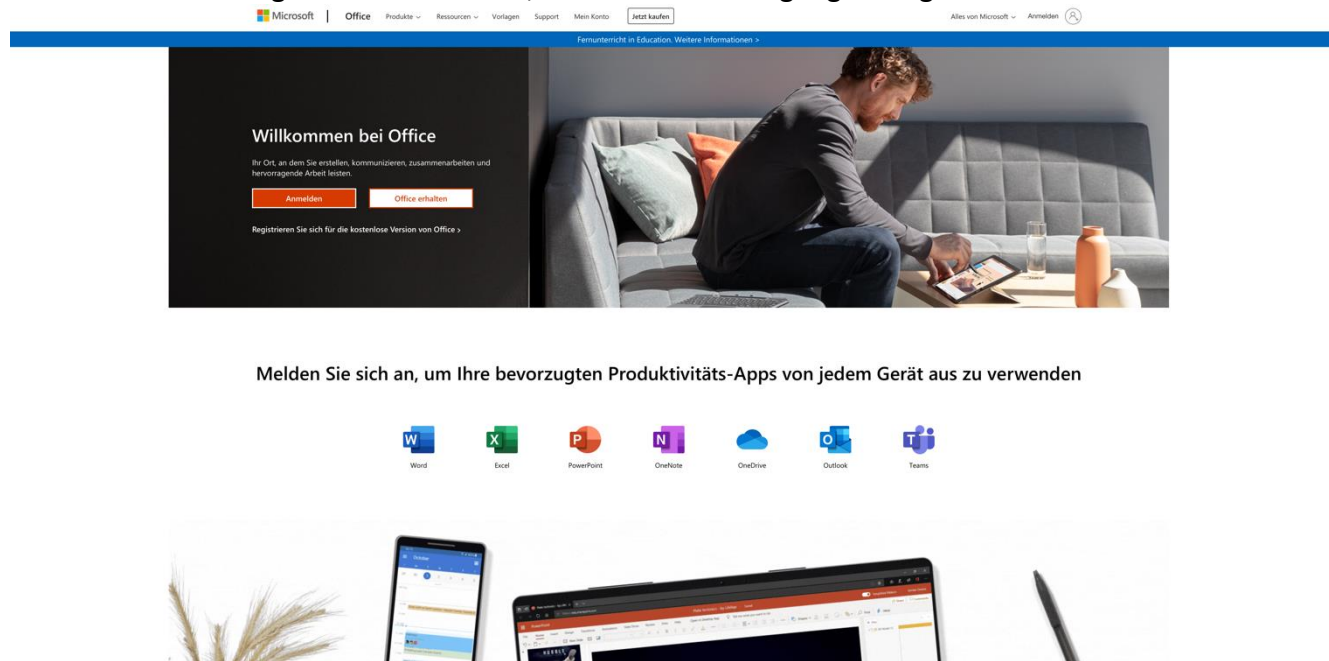 Microsoft
Office
Produkte
Ressourcen
Vorlagen
Support
Mein Konto
Jetzt kaufen
Alles von Microsoft
Anmelden
Fernunterricht in Education. Weitere Informationen >
Willkommen bei Office
Ihr Ort, an dem Sie erstellen, kommunizieren, zusammenarbeiten und
hervorragende Arbeit leisten.
Anmelden
Office erhalten
Registrieren Sie sich für die kostenlose Version von Office >
Melden Sie sich an, um Ihre bevorzugten Produktivitäts-Apps von jedem Gerät aus zu verwenden
W
X
P
N
O
T
Word
Excel
PowerPoint
OneNote
OneDrive
Outlook
Teams
October
PowerPoint